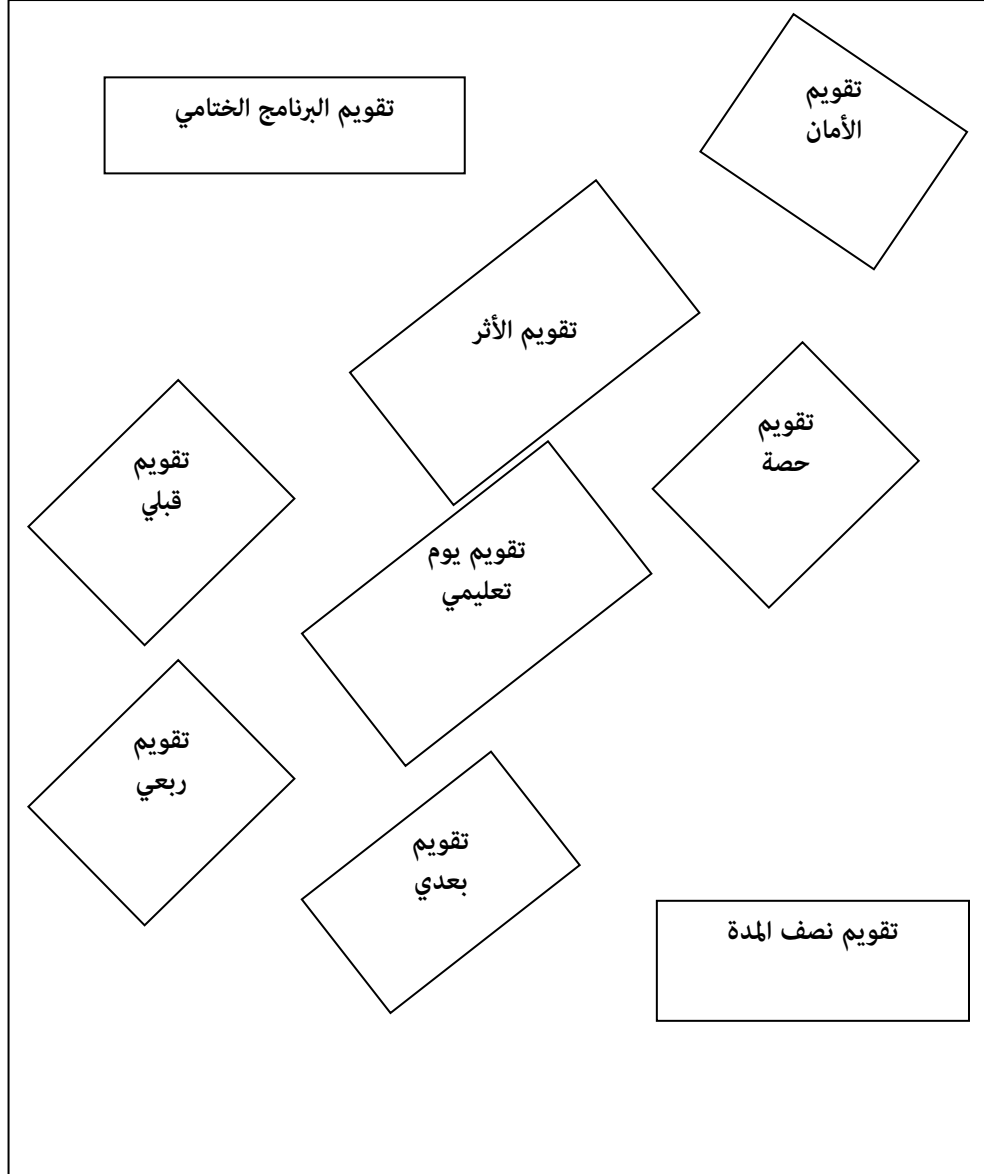 تقويم
الأمان
تقويم البرنامج الختامي
تقويم الأثر
تقويم
حصة
تقويم
قبلي
تقويم يوم
تعليمي
تقويم
ربعي
تقويم
بعدي
تقويم نصف المدة